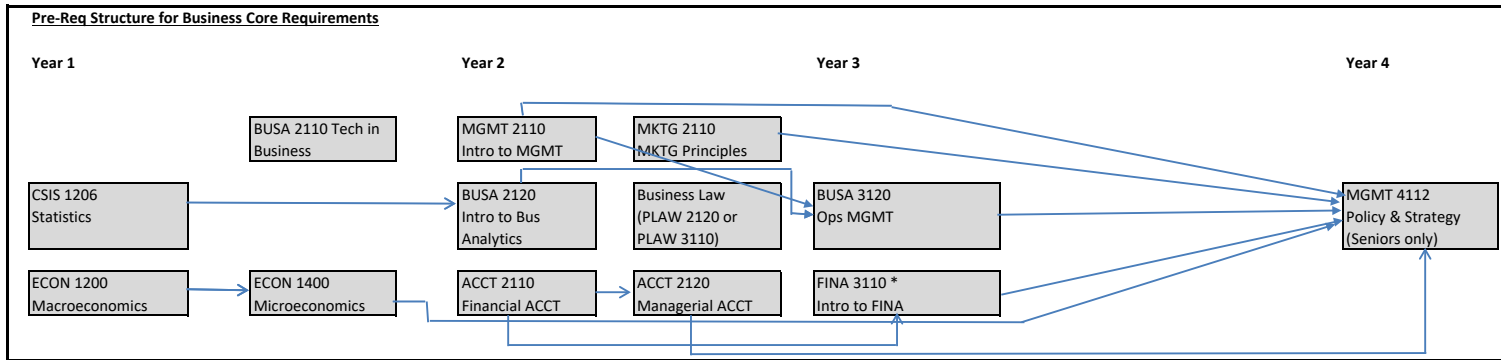 Pre-Req Structure for Business Core Requirements
Year 1
Year 2
Year 3
Year 4
BUSA 2110 Tech in
Business
MGMT 2110
Intro to MGMT
MKTG 2110
MKTG Principles
CSIS 1206
Statistics
BUSA 2120
Intro to Bus
Analytics
Business Law
(PLAW 2120 or
PLAW 3110)
BUSA 3120
Ops MGMT
MGMT 4112
Policy & Strategy
(Seniors only)
ECON 1200
Macroeconomics
ECON 1400
Microeconomics
ACCT 2110
Financial ACCT
ACCT 2120
Managerial ACCT
FINA 3110 *
Intro to FINA